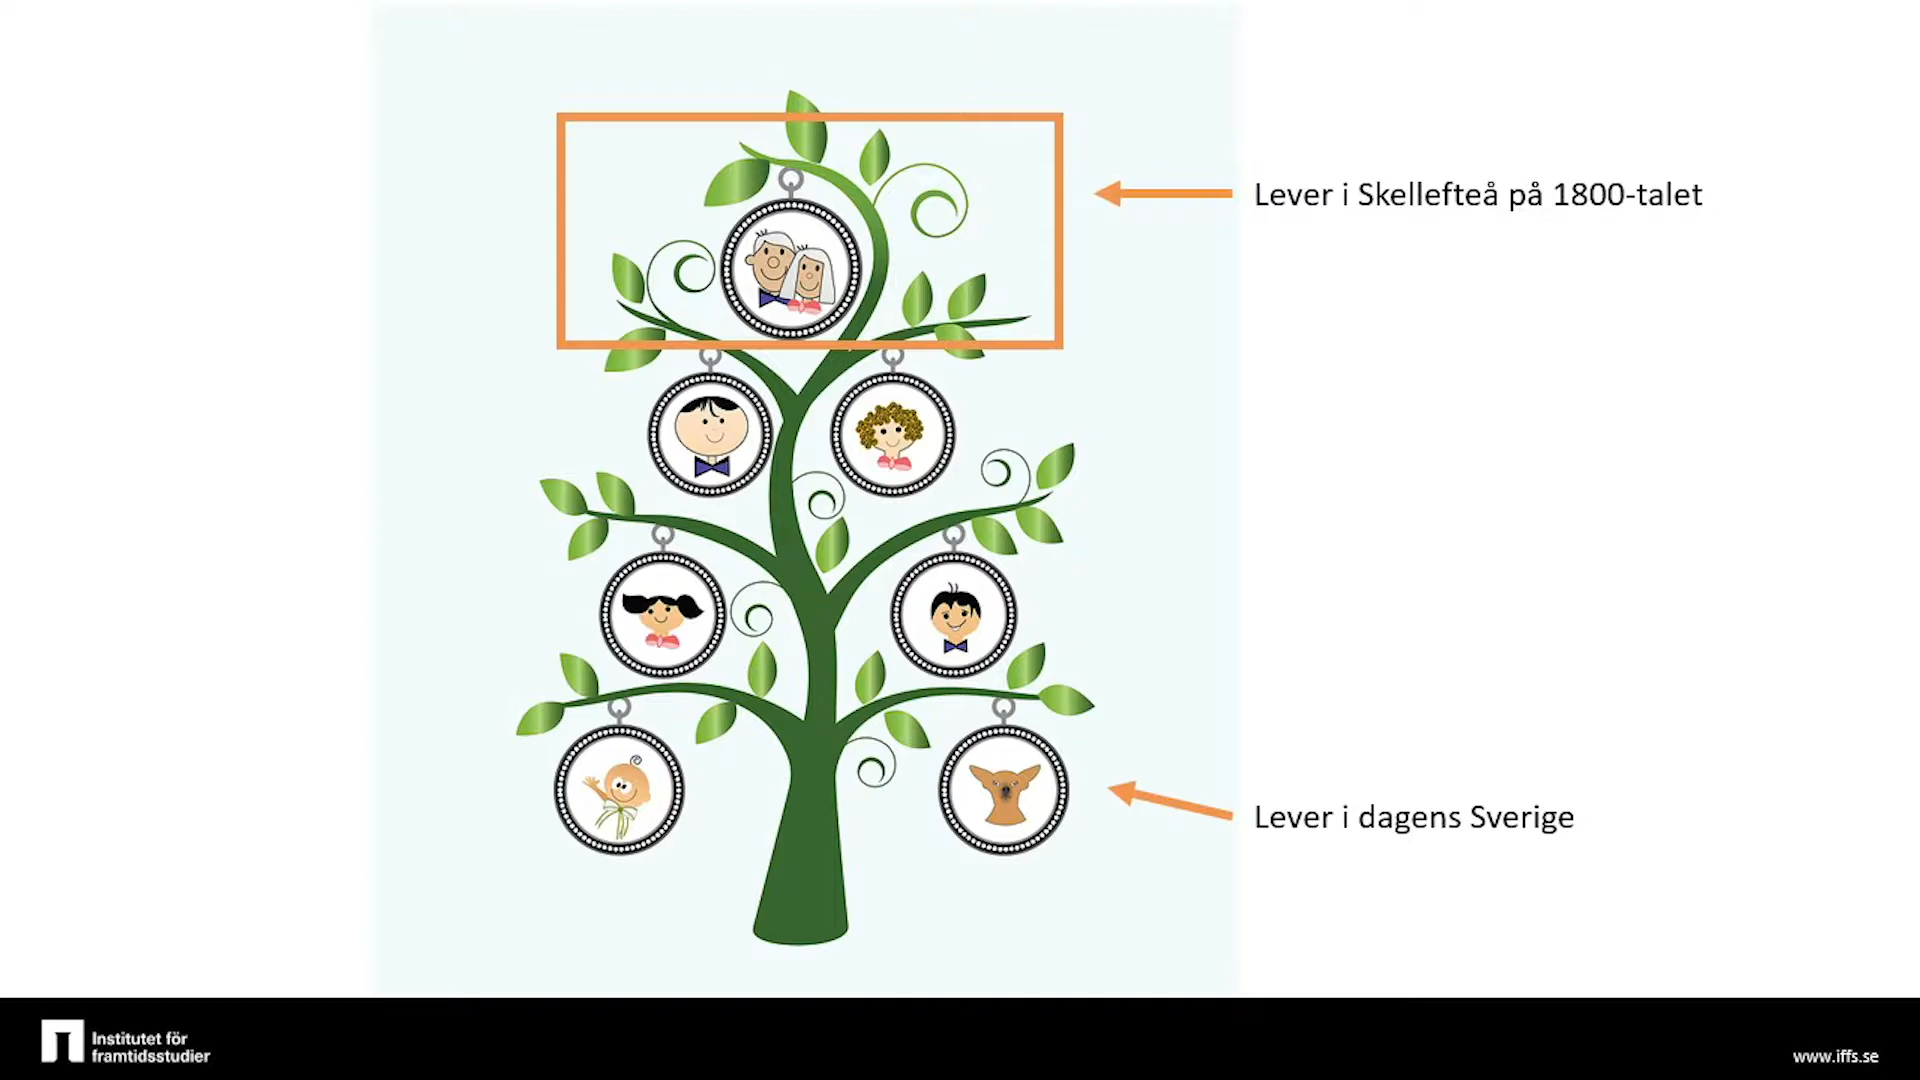 Lever i Skellefteå på 1800-talet
Lever i dagens Sverige
Institutet för
framtidsstudier
www.iffs.se